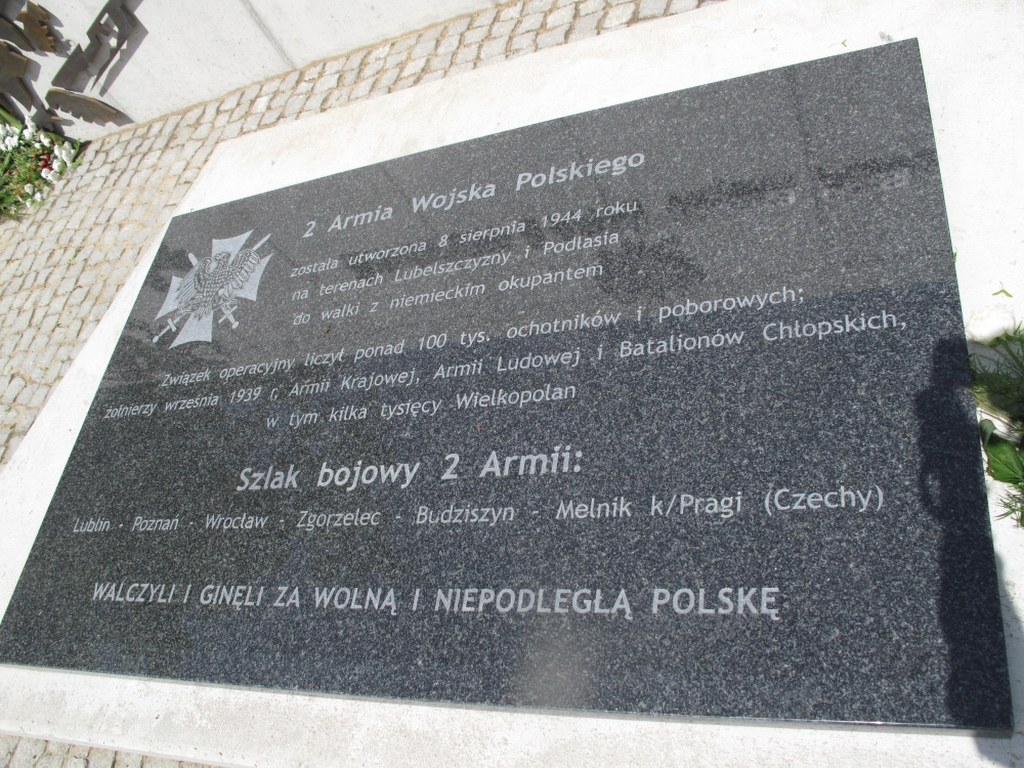 2 Armia Wojska Polskiego
została utworzona 8 sierpnia 1944 roku
na terenach Lubelszczyzny i Podlasia
do walki z niemieckim okupantem
Związek operacyjny liczył ponad 100 tys. ochotników i poborowych;
żołnierzy września 1939 r, Armii Krajowej, Armii Ludowej i Batalionów Chłopskich,
w tym kilka tysięcy Wielkopolan
Szlak bojowy 2 Armii:
Lublin - Poznań - Wrocław - Zgorzelec - Budziszyn - Melnik k/Pragi (Czechy)
WALCZYLI I GINĘLI ZA WOLNĄ I NIEPODLEGŁĄ POLSKĘ